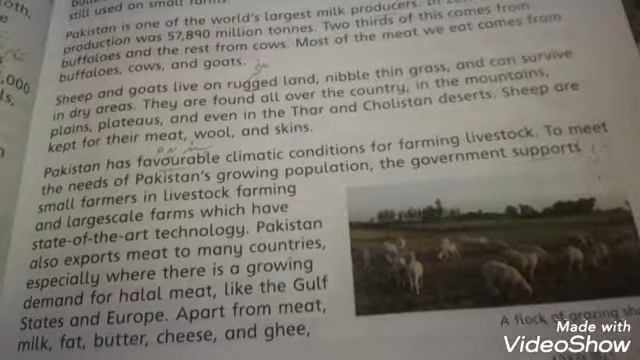 oth.
,000
ls,
still used on small farms.
Pakistan is one of the world's largest milk producers. In
production was 57,890 million tonnes. Two thirds of this comes from
buffaloes and the rest from cows. Most of the meat we eat comes from
buffaloes, cows, and goats.
Sheep and goats live on rugged land, nibble thin grass, and can survive
in dry areas. They are found all over the country, in the mountains,
plains, plateaus, and even in the Thar and Cholistan deserts. Sheep are
kept for their meat, wool, and skins.
Pakistan has favourable climatic conditions for farming livestock. To meet
the needs of Pakistan's growing population, the government supports
small farmers in livestock farming
and largescale farms which have
state-of-the-art technology. Pakistan
also exports meat to many countries,
especially where there is a growing
demand for halal meat, like the Gulf
States and Europe. Apart from meat,
milk, fat, butter, cheese, and ghee,
A flock of grazing
Made with
VideoShow